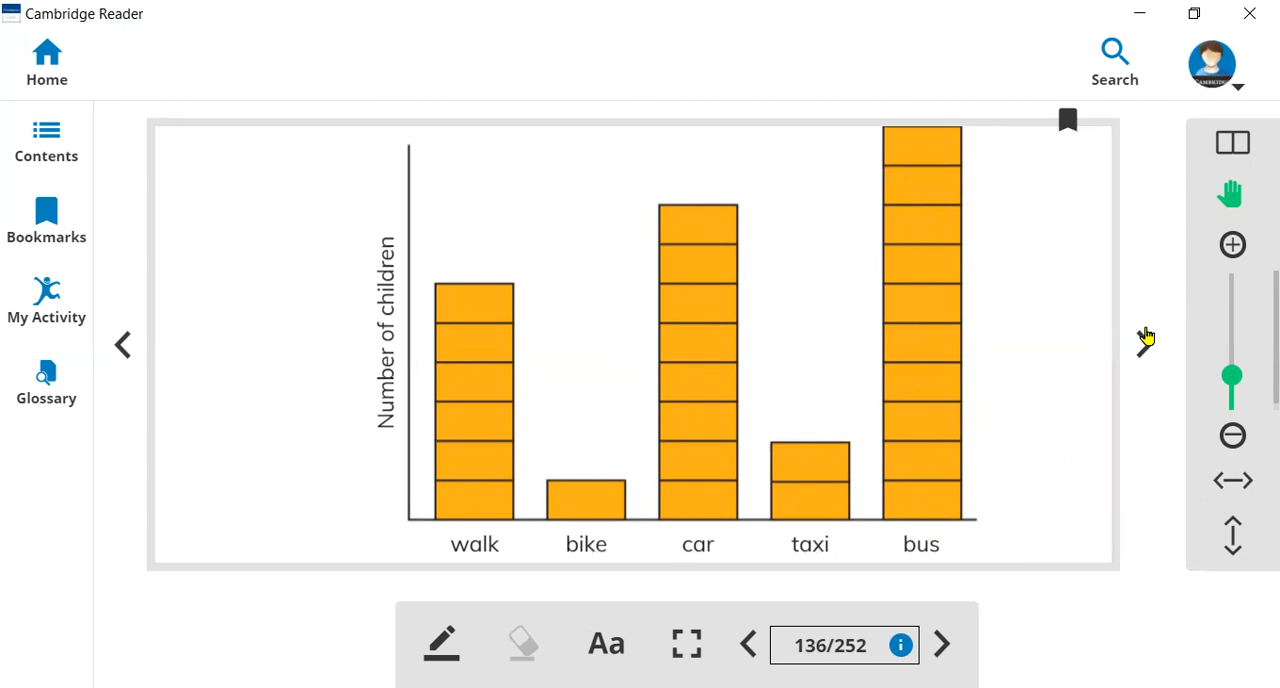 Cambridge Reader
Home
Search
Contents
Bookmarks
My Activity
Glossary
Number of children
walk bike car taxi bus
Aa
136/252 i